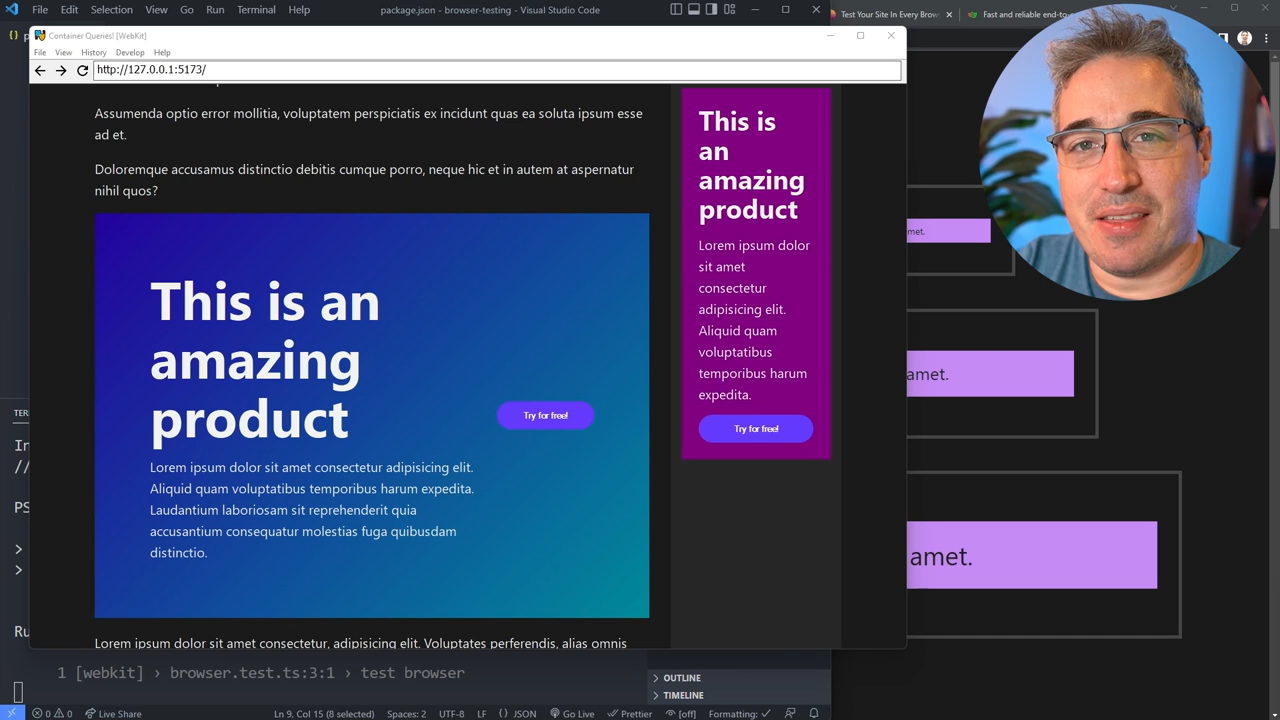 File Edit Selection View Go Run Terminal Help
package.json - browser-testing - Visual Studio Code
Test Your Site In Every Brow
Fast and reliable end-to-e
Container Queries! [WebKit]
File View History Develop Help
http://127.0.0.1:5173/
Assumenda optio error mollitia, voluptatem perspiciatis ex incidunt quas ea soluta ipsum esse
ad et.
Doloremque accusamus distinctio debitis cumque porro, neque hic et in autem at aspernatur
nihil quos?
This is an
amazing
product
Lorem ipsum dolor sit amet consectetur adipisicing elit.
Aliquid quam voluptatibus temporibus harum expedita.
Laudantium laboriosam sit reprehenderit quia
accusantium consequatur molestias fuga quibusdam
distinctio.
Try for free!
Lorem ipsum dolor sit amet consectetur, adipisicing elit. Voluptates perferendis, alias omnis
This is
an
amazing
product
Lorem ipsum dolor
sit amet
consectetur
adipisicing elit.
Aliquid quam
voluptatibus
temporibus harum
expedita.
Try for free!
met.
amet.
amet.
TER
In
//
PS
>
>
Ru
1 [webkit] › browser.test.ts:3:1 › test browser
OUTLINE
TIMELINE
0 0 Live Share
Ln 9, Col 15 (8 selected) Spaces: 2 UTF-8 LF {} JSON Go Live Prettier [off] Formatting: ✓